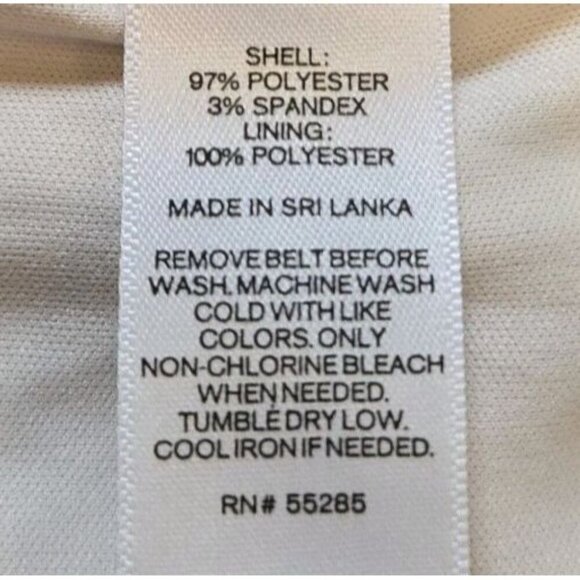 SHELL:
97% POLYESTER
3% SPANDEX
LINING:
100% POLYESTER
MADE IN SRI LANKA
REMOVE BELT BEFORE
WASH. MACHINE WASH
COLD WITH LIKE
COLORS. ONLY
NON-CHLORINE BLEACH
WHEN NEEDED.
TUMBLE DRY LOW.
COOL IRON IF NEEDED.
RN# 55285